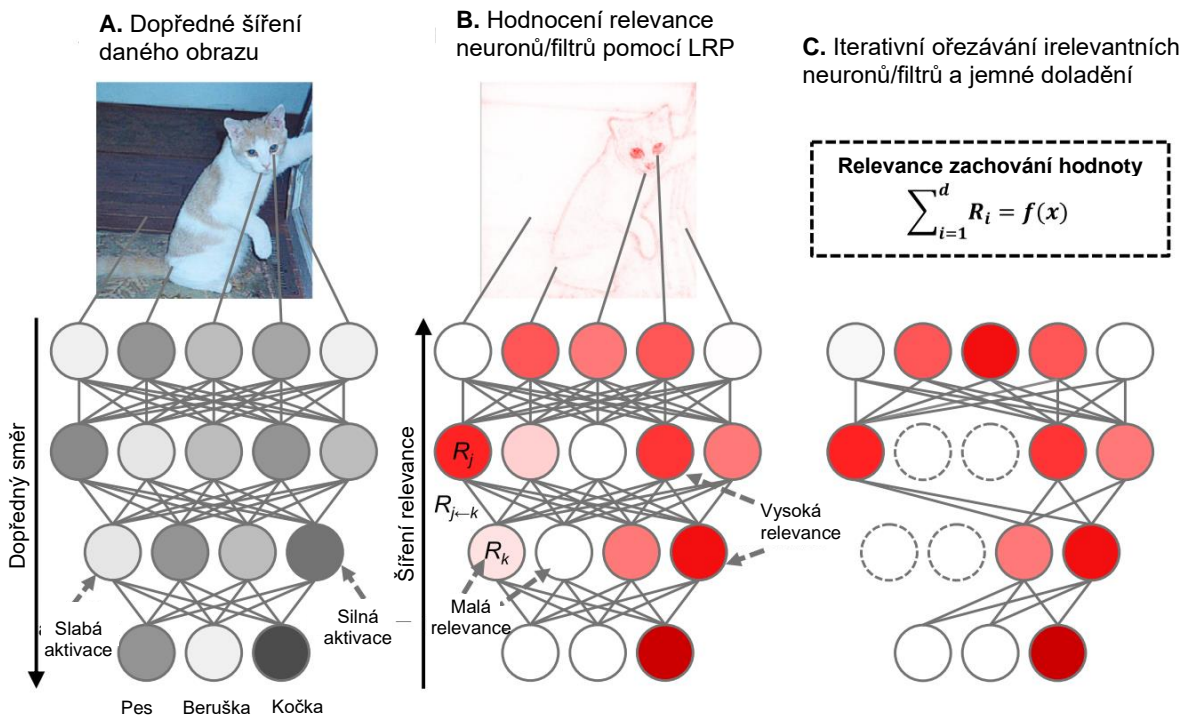 A. Dopředné šíření
daného obrazu
B. Hodnocení relevance
neuronů/filtrů pomocí LRP
C. Iterativní ořezávání irelevantních
neuronů/filtrů a jemné doladění
Relevance zachování hodnoty
∑_{i=1}^{d} R_i = f(x)
Dopředný směr
Slabá
aktivace
Silná
aktivace
Pes
Beruška
Kočka
Šíření relevance
R_j
R_{j←k}
R_k
Malá
relevance
Vysoká
relevance